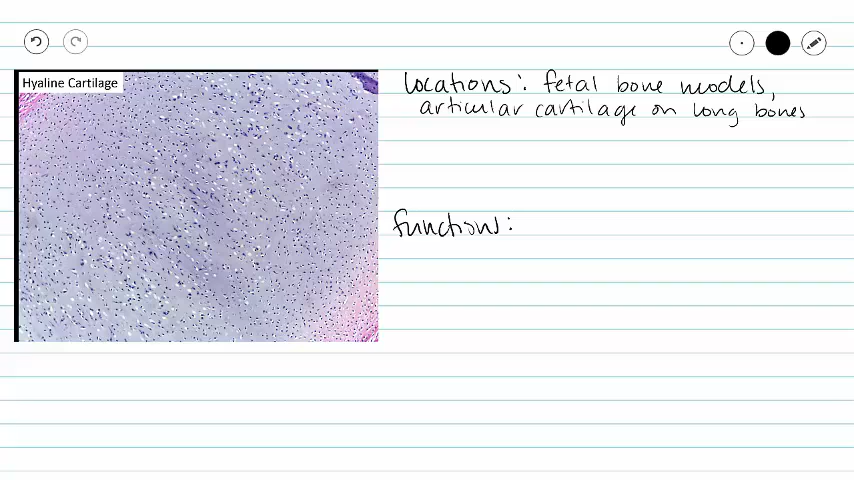 Hyaline Cartilage
locations: fetal bone models,
articular cartilage on long bones
functions: